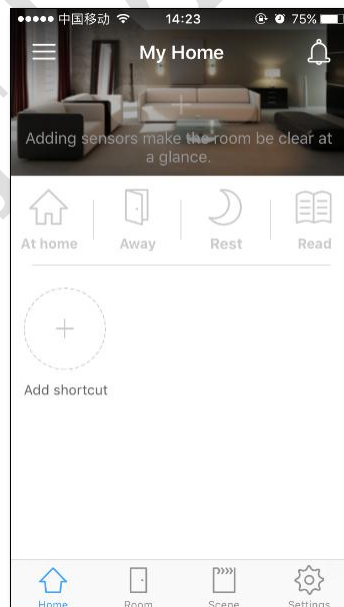 中国移动 14:23 75%
My Home
Adding sensors make the room be clear at
a glance.
At home Away Rest Read
Add shortcut
Home Room Scene Settings